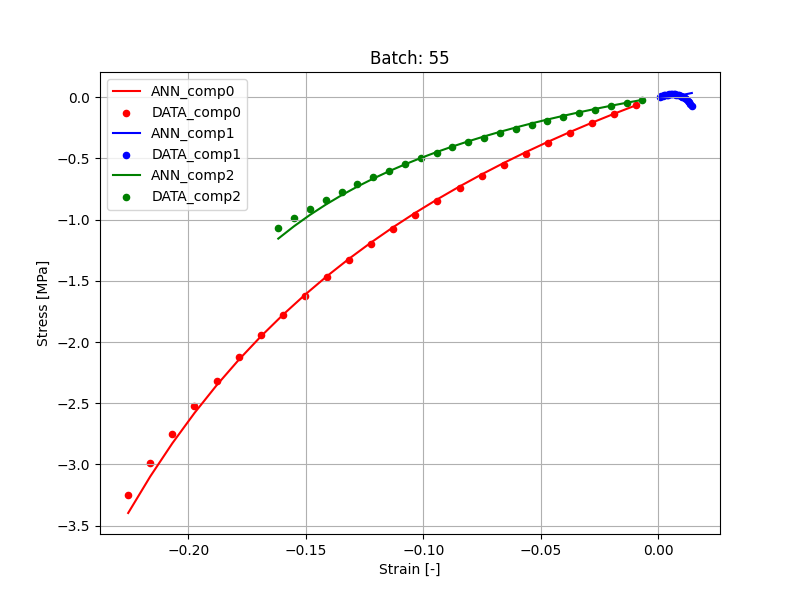 Batch: 55
ANN_comp0
DATA_comp0
ANN_comp1
DATA_comp1
ANN_comp2
DATA_comp2
0.0
−0.5
−1.0
−1.5
−2.0
−2.5
−3.0
−3.5
Stress [MPa]
−0.20
−0.15
−0.10
−0.05
0.00
Strain [-]